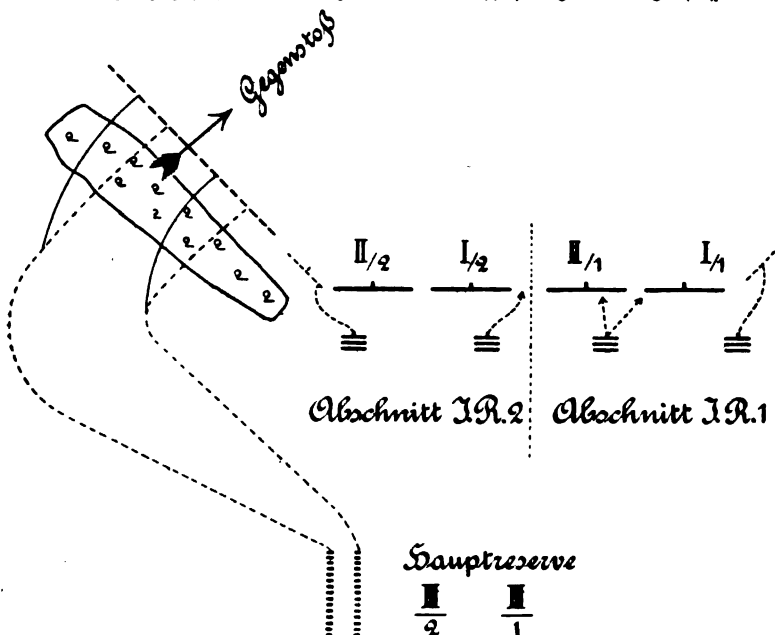 Gegenstoß
II/2 I/2 II/1 I/1
Abschnitt J.R.2 Abschnitt J.R.1
Hauptreserve
III III
2 1